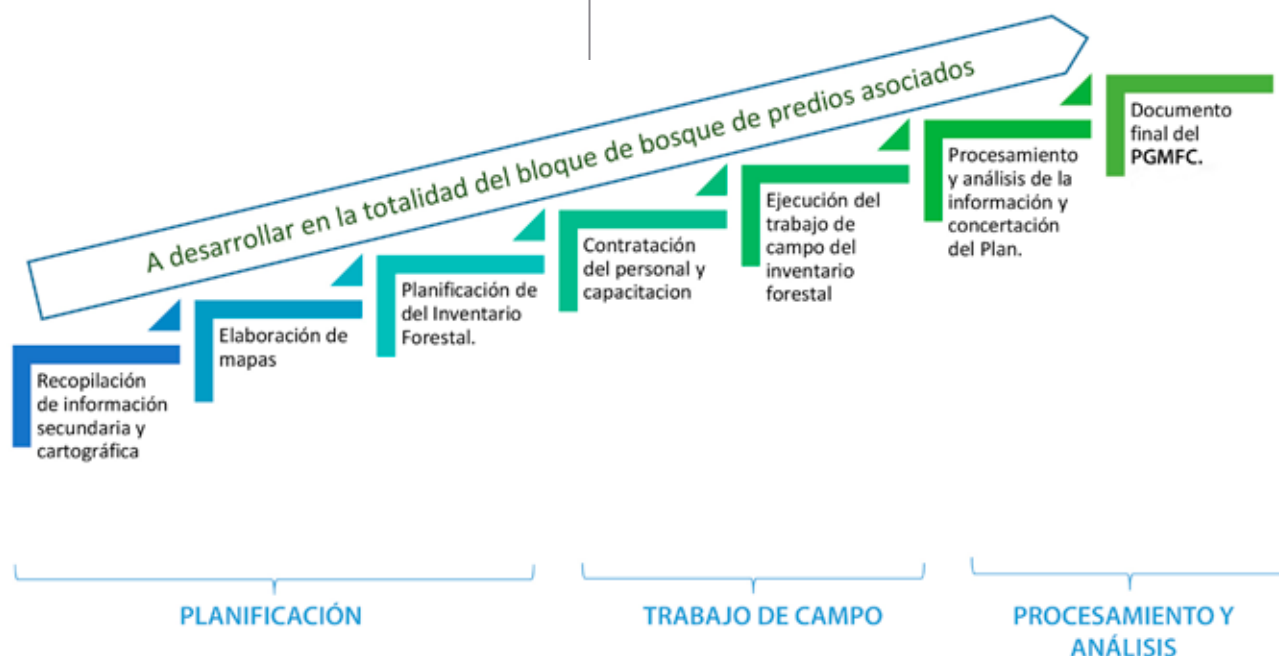 A desarrollar en la totalidad del bloque de bosque de predios asociados
Recopilación
de información
secundaria y
cartográfica
Elaboración de
mapas
Planificación de
del Inventario
Forestal.
Contratación
del personal y
capacitacion
Ejecución del
trabajo de
campo del
inventario
forestal
Procesamiento
y análisis de la
información y
concertación
del Plan.
Documento
final del
PGMFC.
PLANIFICACIÓN
TRABAJO DE CAMPO
PROCESAMIENTO Y
ANÁLISIS